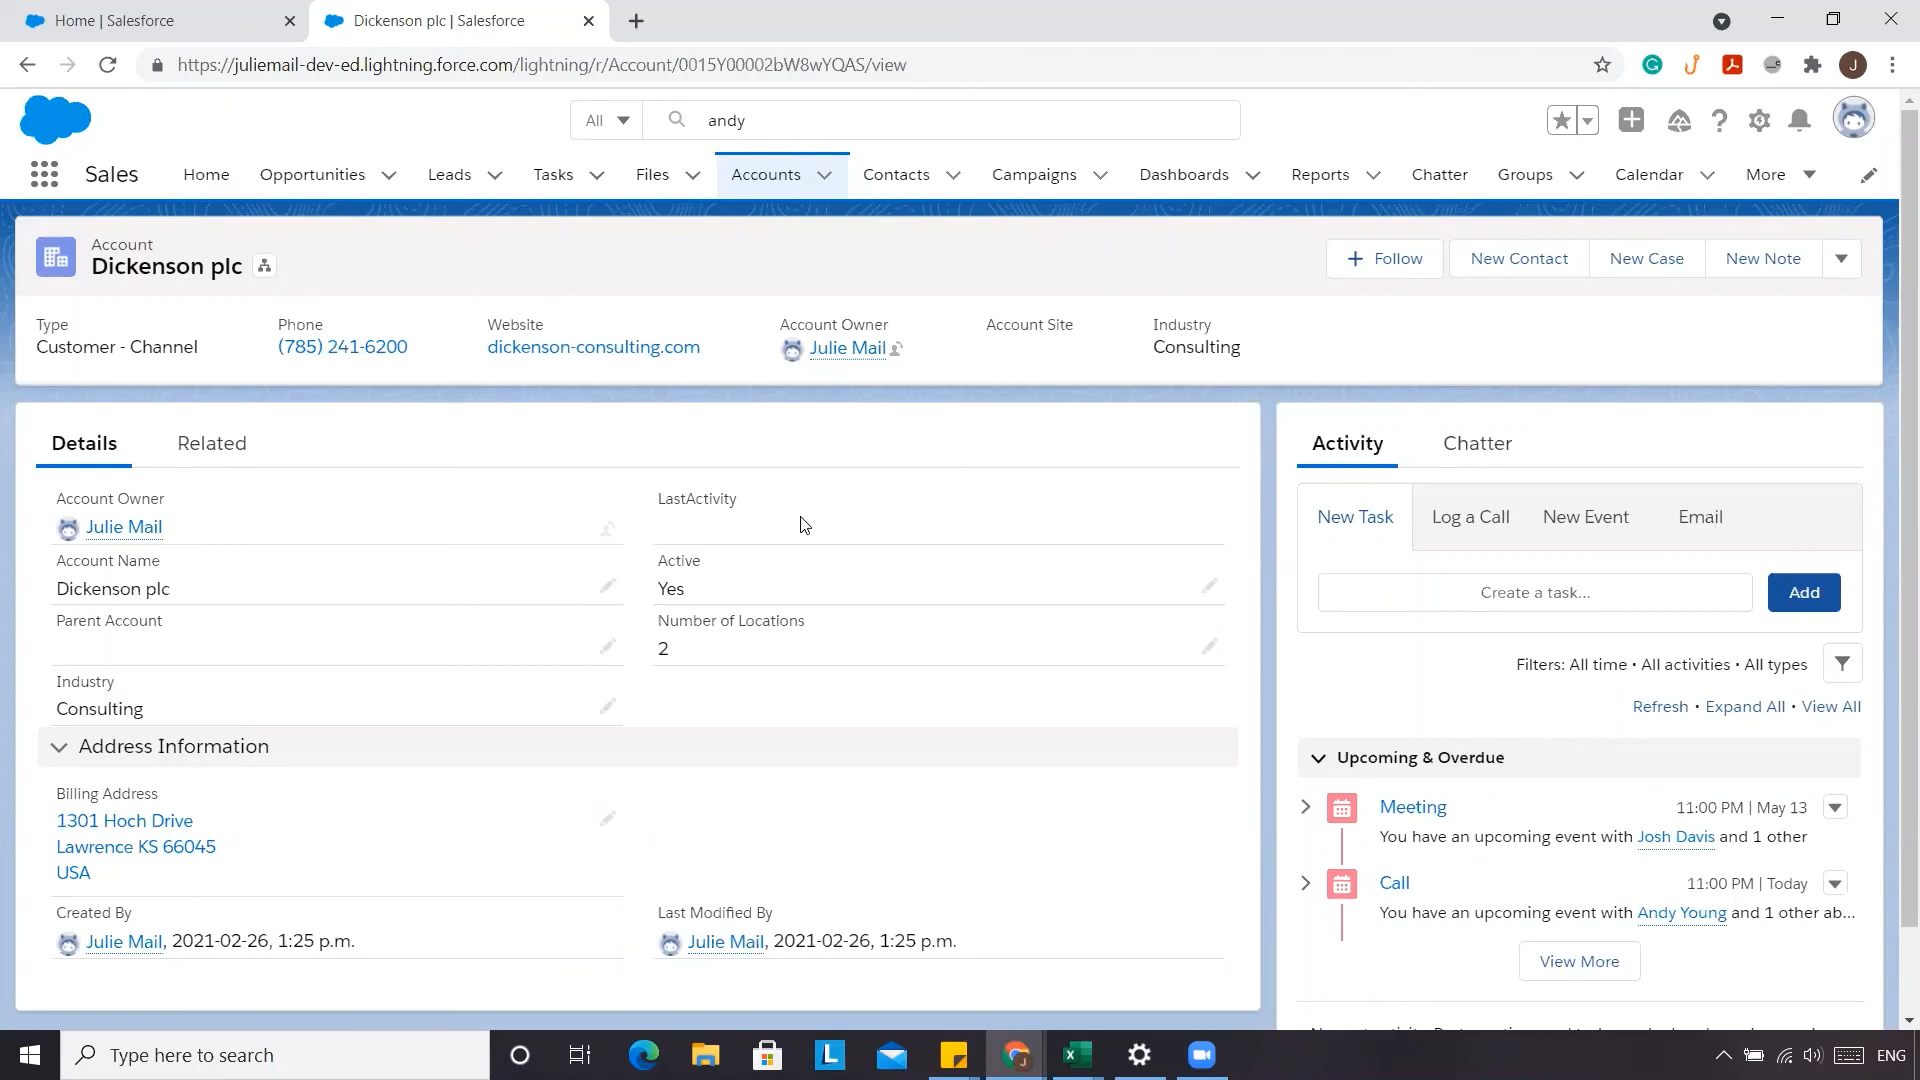 Home | Salesforce
Dickenson plc | Salesforce
https://juliemail-dev-ed.lightning.force.com/lightning/r/Account/0015Y00002bW8wYQAS/view
J
All
andy
Sales
Home
Opportunities
Leads
Tasks
Files
Accounts
Contacts
Campaigns
Dashboards
Reports
Chatter
Groups
Calendar
More
Account
Dickenson plc
Follow
New Contact
New Case
New Note
Type
Customer - Channel
Phone
(785) 241-6200
Website
dickenson-consulting.com
Account Owner
Julie Mail
Account Site
Industry
Consulting
Details
Related
Account Owner
Julie Mail
LastActivity
Account Name
Dickenson plc
Active
Yes
Parent Account
Number of Locations
2
Industry
Consulting
Address Information
Billing Address
1301 Hoch Drive
Lawrence KS 66045
USA
Created By
Julie Mail, 2021-02-26, 1:25 p.m.
Last Modified By
Julie Mail, 2021-02-26, 1:25 p.m.
Activity
Chatter
New Task
Log a Call
New Event
Email
Create a task...
Add
Filters: All time • All activities • All types
Refresh • Expand All • View All
Upcoming & Overdue
Meeting
11:00 PM | May 13
You have an upcoming event with Josh Davis and 1 other
Call
11:00 PM | Today
You have an upcoming event with Andy Young and 1 other ab...
View More
Type here to search
ENG